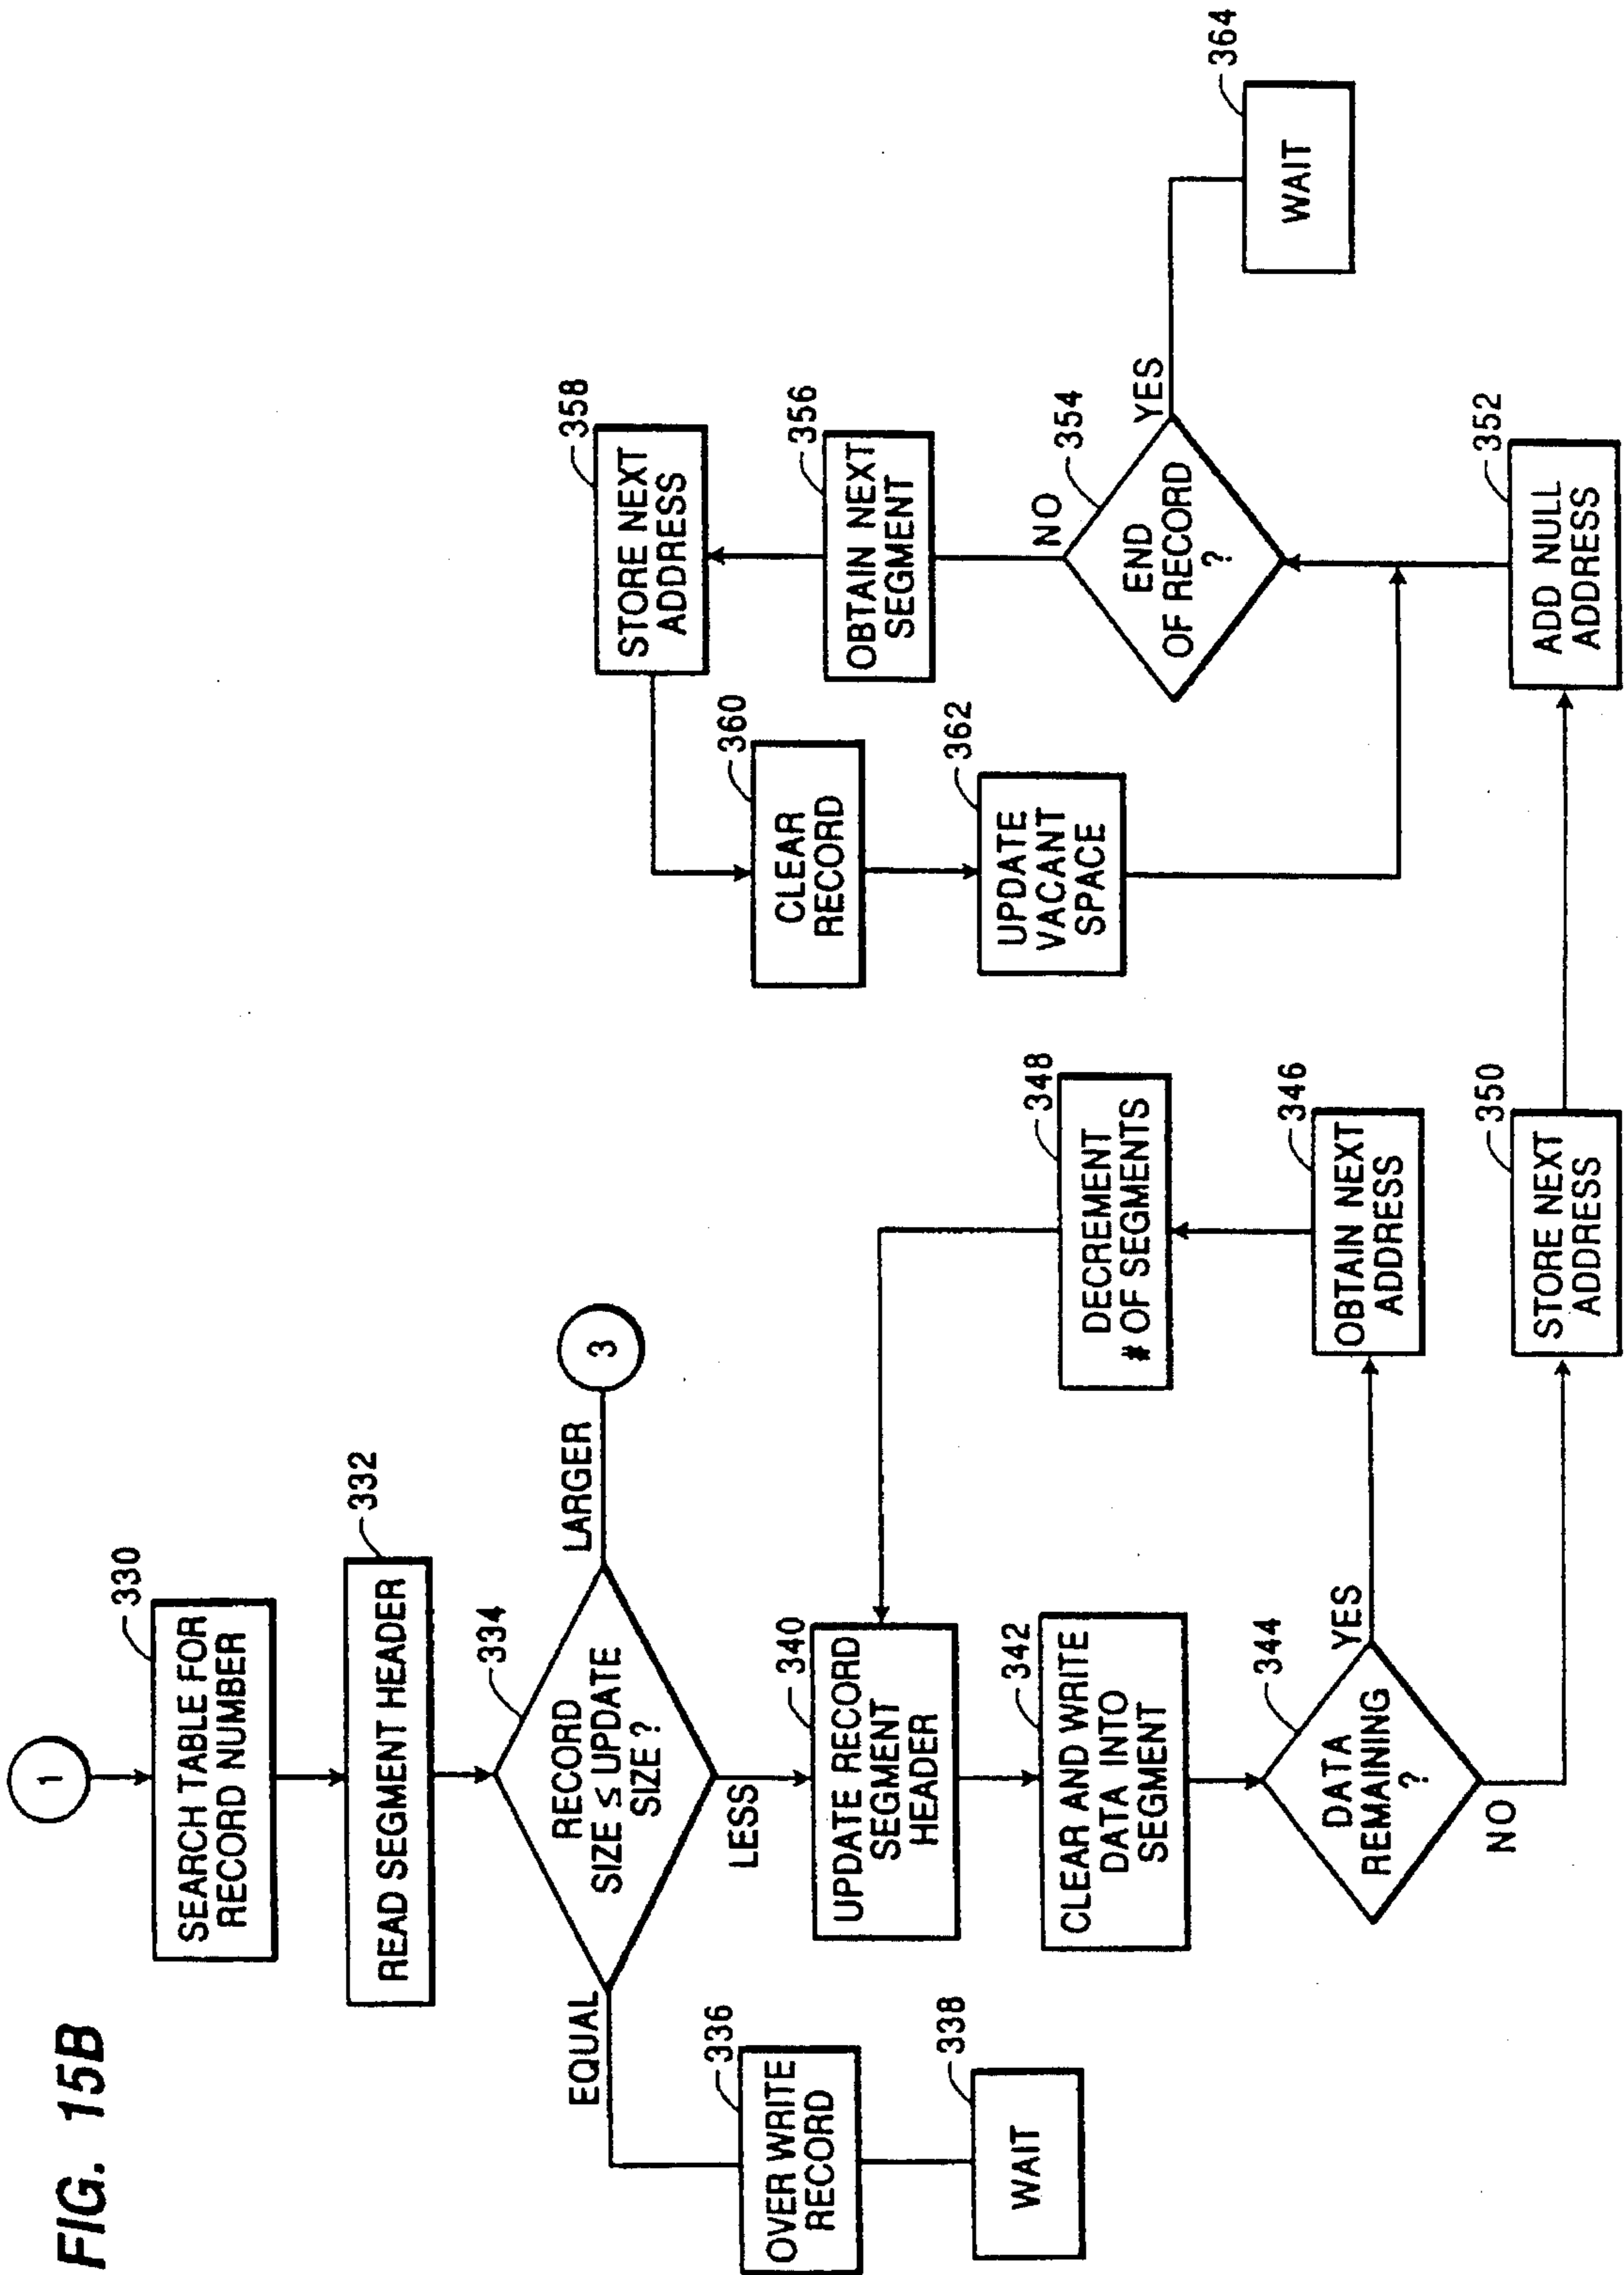 FIG. 15B
1
330
SEARCH TABLE FOR
RECORD NUMBER
332
READ SEGMENT HEADER
334
RECORD
SIZE ≤ UPDATE
SIZE?
EQUAL
LARGER
3
LESS
336
OVER WRITE
RECORD
338
WAIT
340
UPDATE RECORD
SEGMENT
HEADER
342
CLEAR AND WRITE
DATA INTO
SEGMENT
344
DATA
REMAINING
?
YES
NO
346
OBTAIN NEXT
ADDRESS
348
DECREMENT
# OF SEGMENTS
350
STORE NEXT
ADDRESS
352
ADD NULL
ADDRESS
354
END
OF RECORD
?
NO
YES
356
OBTAIN NEXT
SEGMENT
358
STORE NEXT
ADDRESS
360
CLEAR
RECORD
362
UPDATE
VACANT
SPACE
364
WAIT